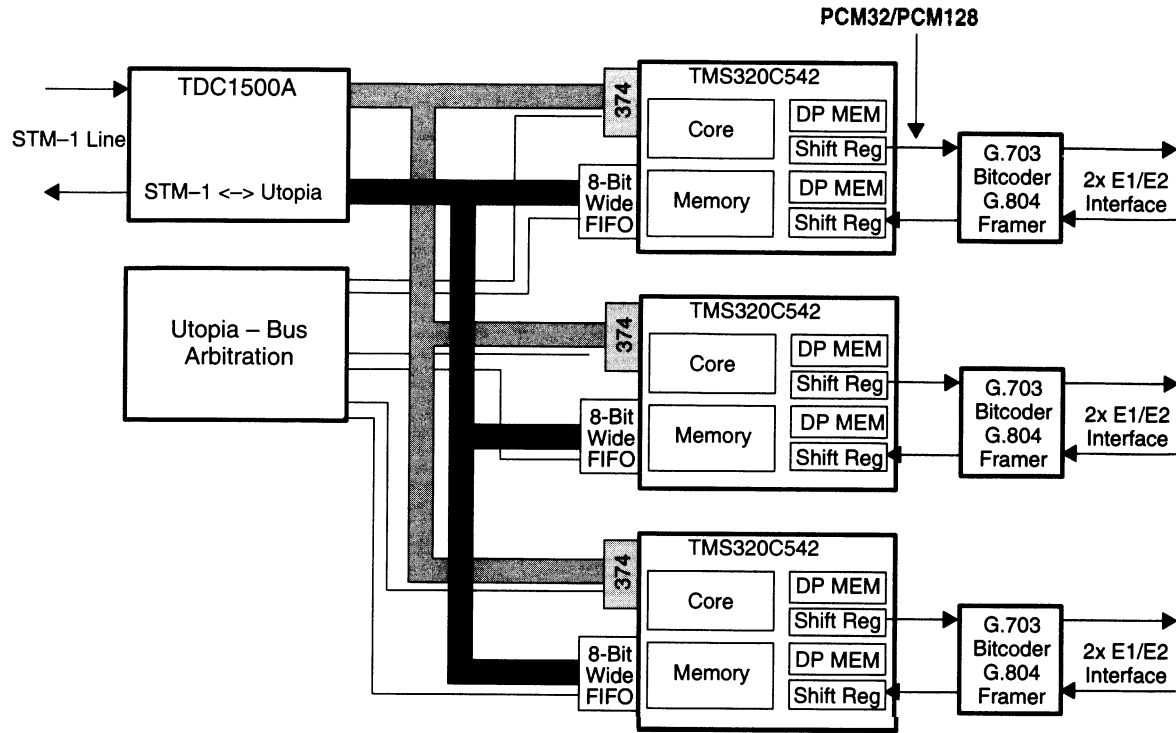 PCM32/PCM128
TDC1500A
STM–1 Line
STM–1 <–> Utopia
Utopia – Bus
Arbitration
374
8-Bit
Wide
FIFO
TMS320C542
Core
Memory
DP MEM
Shift Reg
DP MEM
Shift Reg
G.703
Bitcoder
G.804
Framer
2x E1/E2
Interface
374
8-Bit
Wide
FIFO
TMS320C542
Core
Memory
DP MEM
Shift Reg
DP MEM
Shift Reg
G.703
Bitcoder
G.804
Framer
2x E1/E2
Interface
374
8-Bit
Wide
FIFO
TMS320C542
Core
Memory
DP MEM
Shift Reg
DP MEM
Shift Reg
G.703
Bitcoder
G.804
Framer
2x E1/E2
Interface